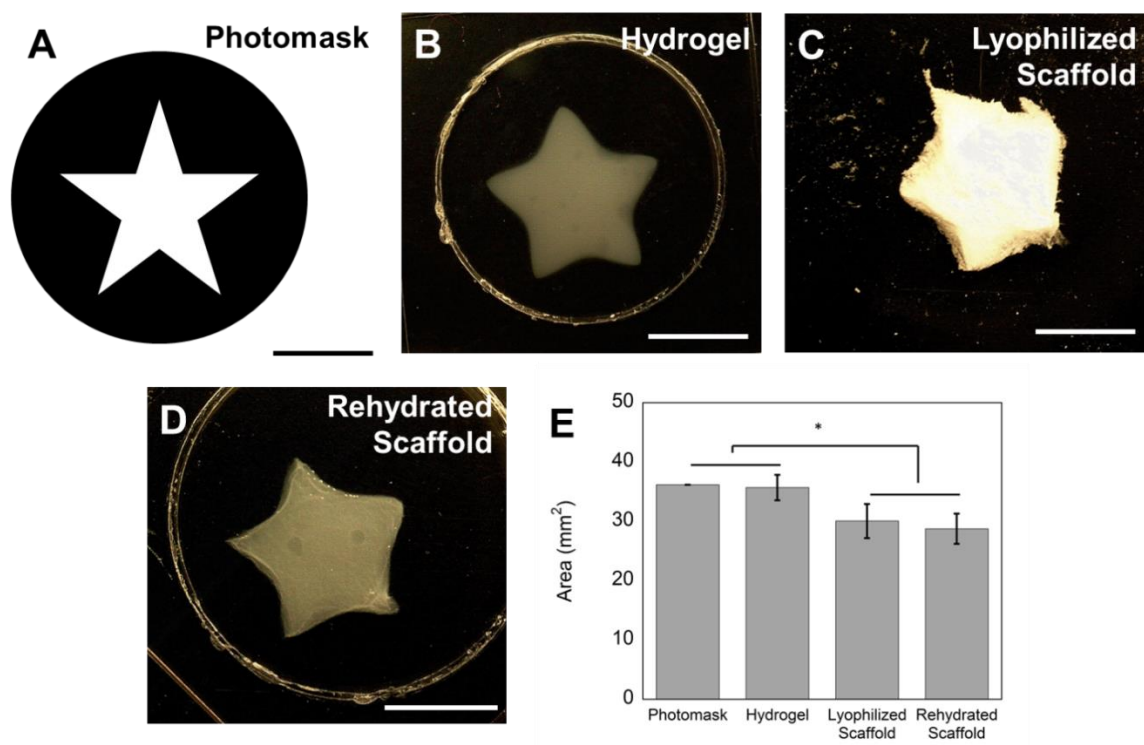 A
Photomask
B
Hydrogel
C
Lyophilized
Scaffold
D
Rehydrated
Scaffold
E
50
40
30
20
10
0
Area (mm²)
*
Photomask
Hydrogel
Lyophilized
Scaffold
Rehydrated
Scaffold